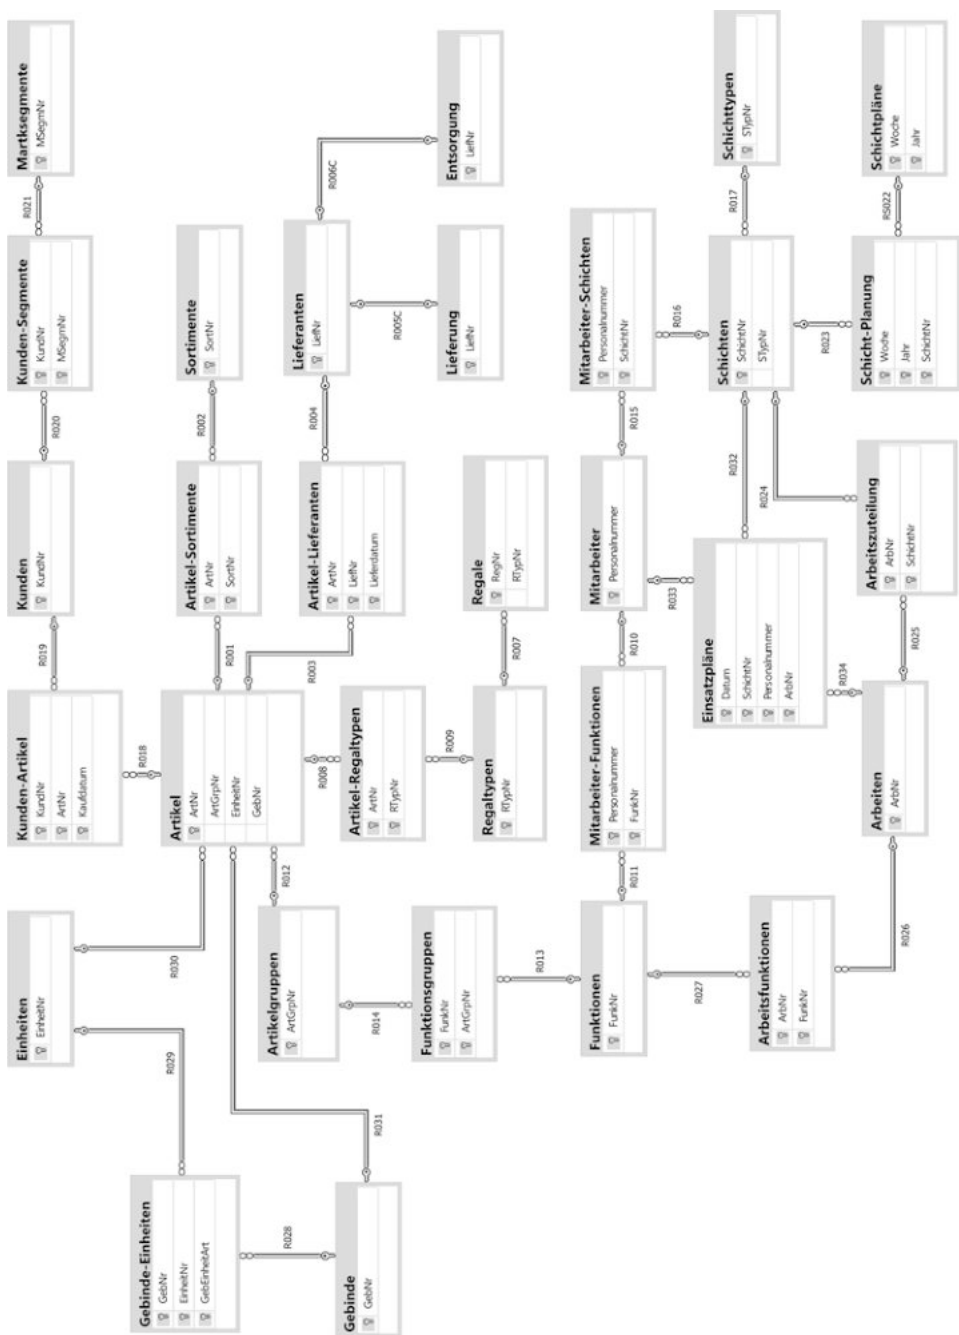 Einheiten
EinheitNr
Kunden-Artikel
KundNr
ArtNr
Kaufdatum
R019
Kunden
KundNr
R020
Kunden-Segmente
KundNr
MSegmNr
R021
Martksegmente
MSegmNr
Gebinde-Einheiten
GebNr
EinheitNr
GebEinheitArt
R029
R030
R018
Artikel
ArtNr
ArtGrpNr
EinheitNr
GebNr
R001
Artikel-Sortimente
ArtNr
SortNr
R002
Sortimente
SortNr
R028
R031
R012
R003
Artikel-Lieferanten
ArtNr
LiefNr
Lieferdatum
R004
Lieferanten
LiefNr
R006C
Gebinde
GebNr
Artikelgruppen
ArtGrpNr
R008
Artikel-Regaltypen
ArtNr
RTypNr
R005C
R014
R009
Funktionsgruppen
FunkNr
ArtGrpNr
Regaltypen
RTypNr
R007
Regale
RegNr
RTypNr
Lieferung
LiefNr
Entsorgung
LiefNr
R013
Funktionen
FunkNr
R011
Mitarbeiter-Funktionen
Personalnummer
FunkNr
R010
Mitarbeiter
Personalnummer
R015
Mitarbeiter-Schichten
Personalnummer
SchichtNr
R027
R033
R016
Einsatzpläne
Datum
SchichtNr
Personalnummer
ArbNr
R032
R024
Schichten
SchichtNr
STypNr
R017
Schichttypen
STypNr
Arbeitsfunktionen
ArbNr
FunkNr
R034
R023
R026
Arbeiten
ArbNr
R025
Arbeitszuteilung
ArbNr
SchichtNr
Schicht-Planung
Woche
Jahr
SchichtNr
RS022
Schichtpläne
Woche
Jahr